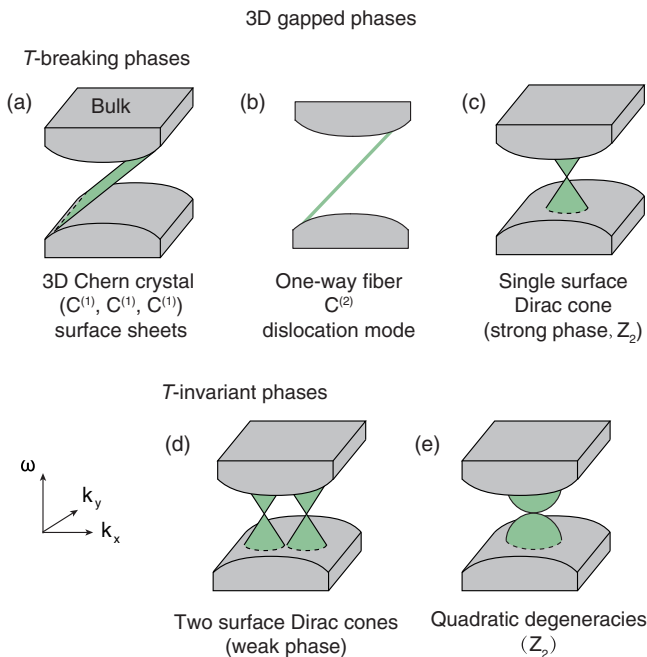 3D gapped phases
T-breaking phases
(a)
Bulk
(b)
(c)
3D Chern crystal
(C⁽¹⁾, C⁽¹⁾, C⁽¹⁾)
surface sheets
One-way fiber
C⁽²⁾
dislocation mode
Single surface
Dirac cone
(strong phase, Z₂)
T-invariant phases
(d)
(e)
ω
k_y
k_x
Two surface Dirac cones
(weak phase)
Quadratic degeneracies
(Z₂)